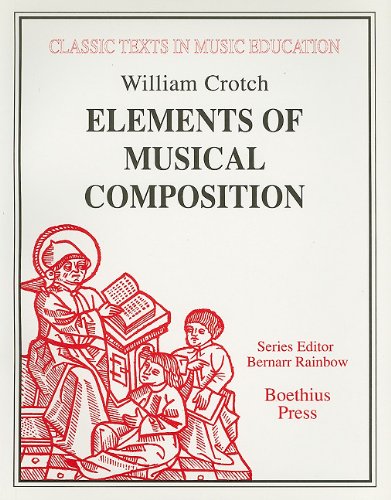 CLASSIC TEXTS IN MUSIC EDUCATION
William Crotch
ELEMENTS OF
MUSICAL
COMPOSITION
Series Editor
Bernarr Rainbow
Boethius
Press